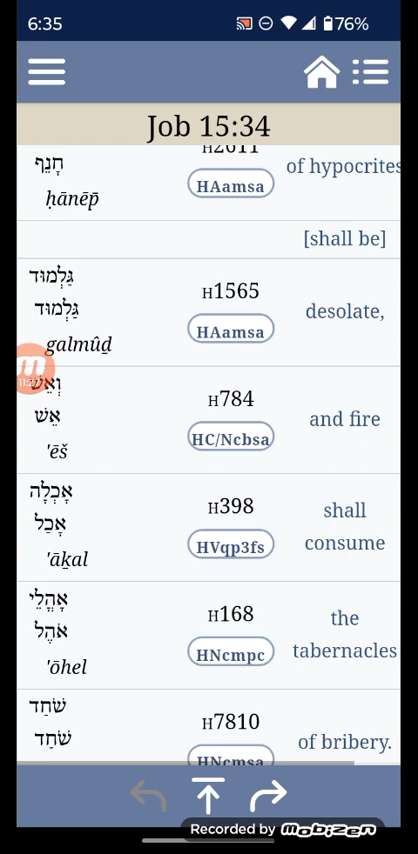 6:35 76%
Job 15:34
חָנֵף H2611 of hypocrites
ḥānēp̄ HAamsa
[shall be]
גַּלְמוּד H1565 desolate,
גַּלְמוּד HAamsa
galmûḏ
וְאֵשׁ H784 and fire
אֵשׁ HC/Ncbsa
'ēš
אָכְלָה H398 shall consume
אָכַל HVqp3fs
'āḵal
אָהֳלֵי H168 the tabernacles
אֹהֶל HNcmpc
'ōhel
שֹׁחַד H7810 of bribery.
שֹׁחַד HNcmsa
Recorded by mobizen